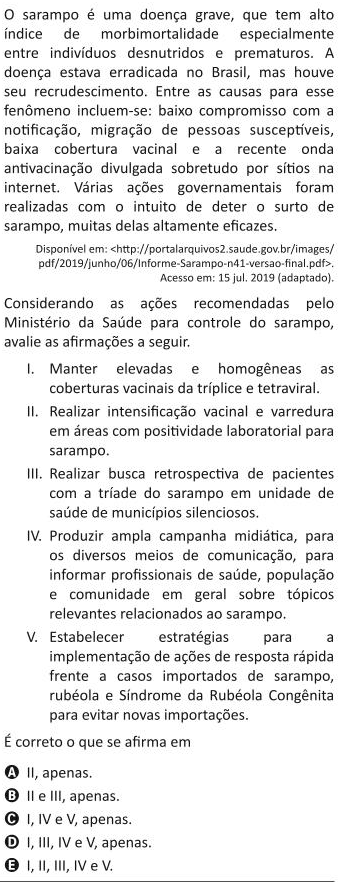 O sarampo é uma doença grave, que tem alto
índice de morbimortalidade especialmente
entre indivíduos desnutridos e prematuros. A
doença estava erradicada no Brasil, mas houve
seu recrudescimento. Entre as causas para esse
fenômeno incluem-se: baixo compromisso com a
notificação, migração de pessoas susceptíveis,
baixa cobertura vacinal e a recente onda
antivacinação divulgada sobretudo por sítios na
internet. Várias ações governamentais foram
realizadas com o intuito de deter o surto de
sarampo, muitas delas altamente eficazes.
Disponível em: <http://portalarquivos2.saude.gov.br/images/
pdf/2019/junho/06/Informe-Sarampo-n41-versao-final.pdf>.
Acesso em: 15 jul. 2019 (adaptado).
Considerando as ações recomendadas pelo
Ministério da Saúde para controle do sarampo,
avalie as afirmações a seguir.
I. Manter elevadas e homogêneas as
coberturas vacinais da tríplice e tetraviral.
II. Realizar intensificação vacinal e varredura
em áreas com positividade laboratorial para
sarampo.
III. Realizar busca retrospectiva de pacientes
com a tríade do sarampo em unidade de
saúde de municípios silenciosos.
IV. Produzir ampla campanha midiática, para
os diversos meios de comunicação, para
informar profissionais de saúde, população
e comunidade em geral sobre tópicos
relevantes relacionados ao sarampo.
V. Estabelecer estratégias para a
implementação de ações de resposta rápida
frente a casos importados de sarampo,
rubéola e Síndrome da Rubéola Congênita
para evitar novas importações.
É correto o que se afirma em
A II, apenas.
B II e III, apenas.
C I, IV e V, apenas.
D I, III, IV e V, apenas.
E I, II, III, IV e V.